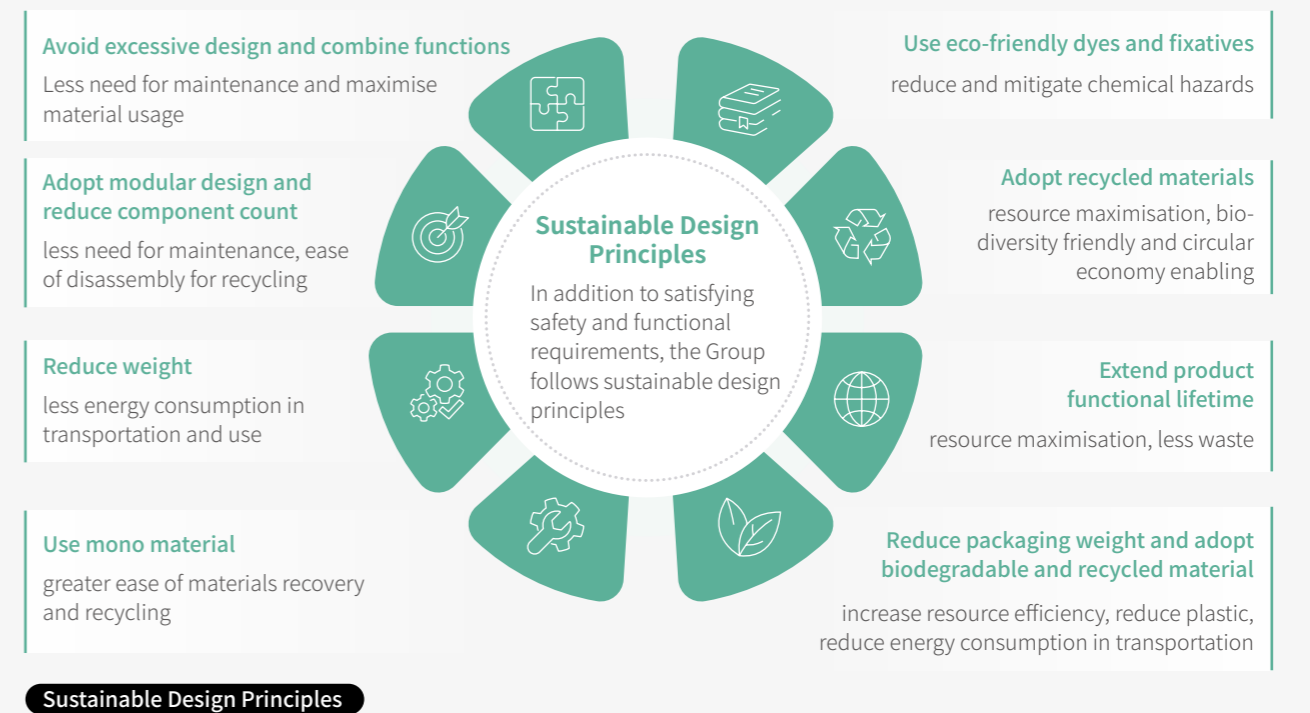 Avoid excessive design and combine functions
Less need for maintenance and maximise
material usage
Adopt modular design and
reduce component count
less need for maintenance, ease
of disassembly for recycling
Reduce weight
less energy consumption in
transportation and use
Use mono material
greater ease of materials recovery
and recycling
Sustainable Design
Principles
In addition to satisfying
safety and functional
requirements, the Group
follows sustainable design
principles
Use eco-friendly dyes and fixatives
reduce and mitigate chemical hazards
Adopt recycled materials
resource maximisation, bio-
diversity friendly and circular
economy enabling
Extend product
functional lifetime
resource maximisation, less waste
Reduce packaging weight and adopt
biodegradable and recycled material
increase resource efficiency, reduce plastic,
reduce energy consumption in transportation
Sustainable Design Principles